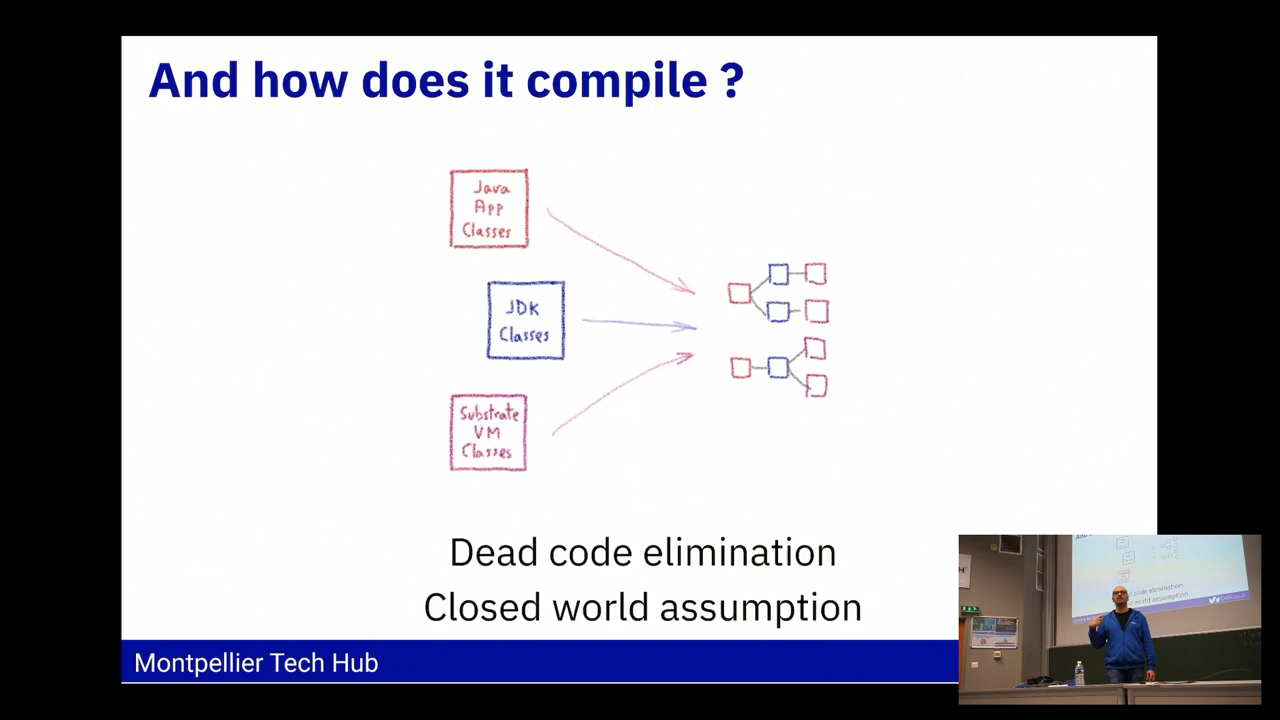 And how does it compile ?
Java
App
Classes
JDK
Classes
Substrate
VM
Classes
Dead code elimination
Closed world assumption
Montpellier Tech Hub